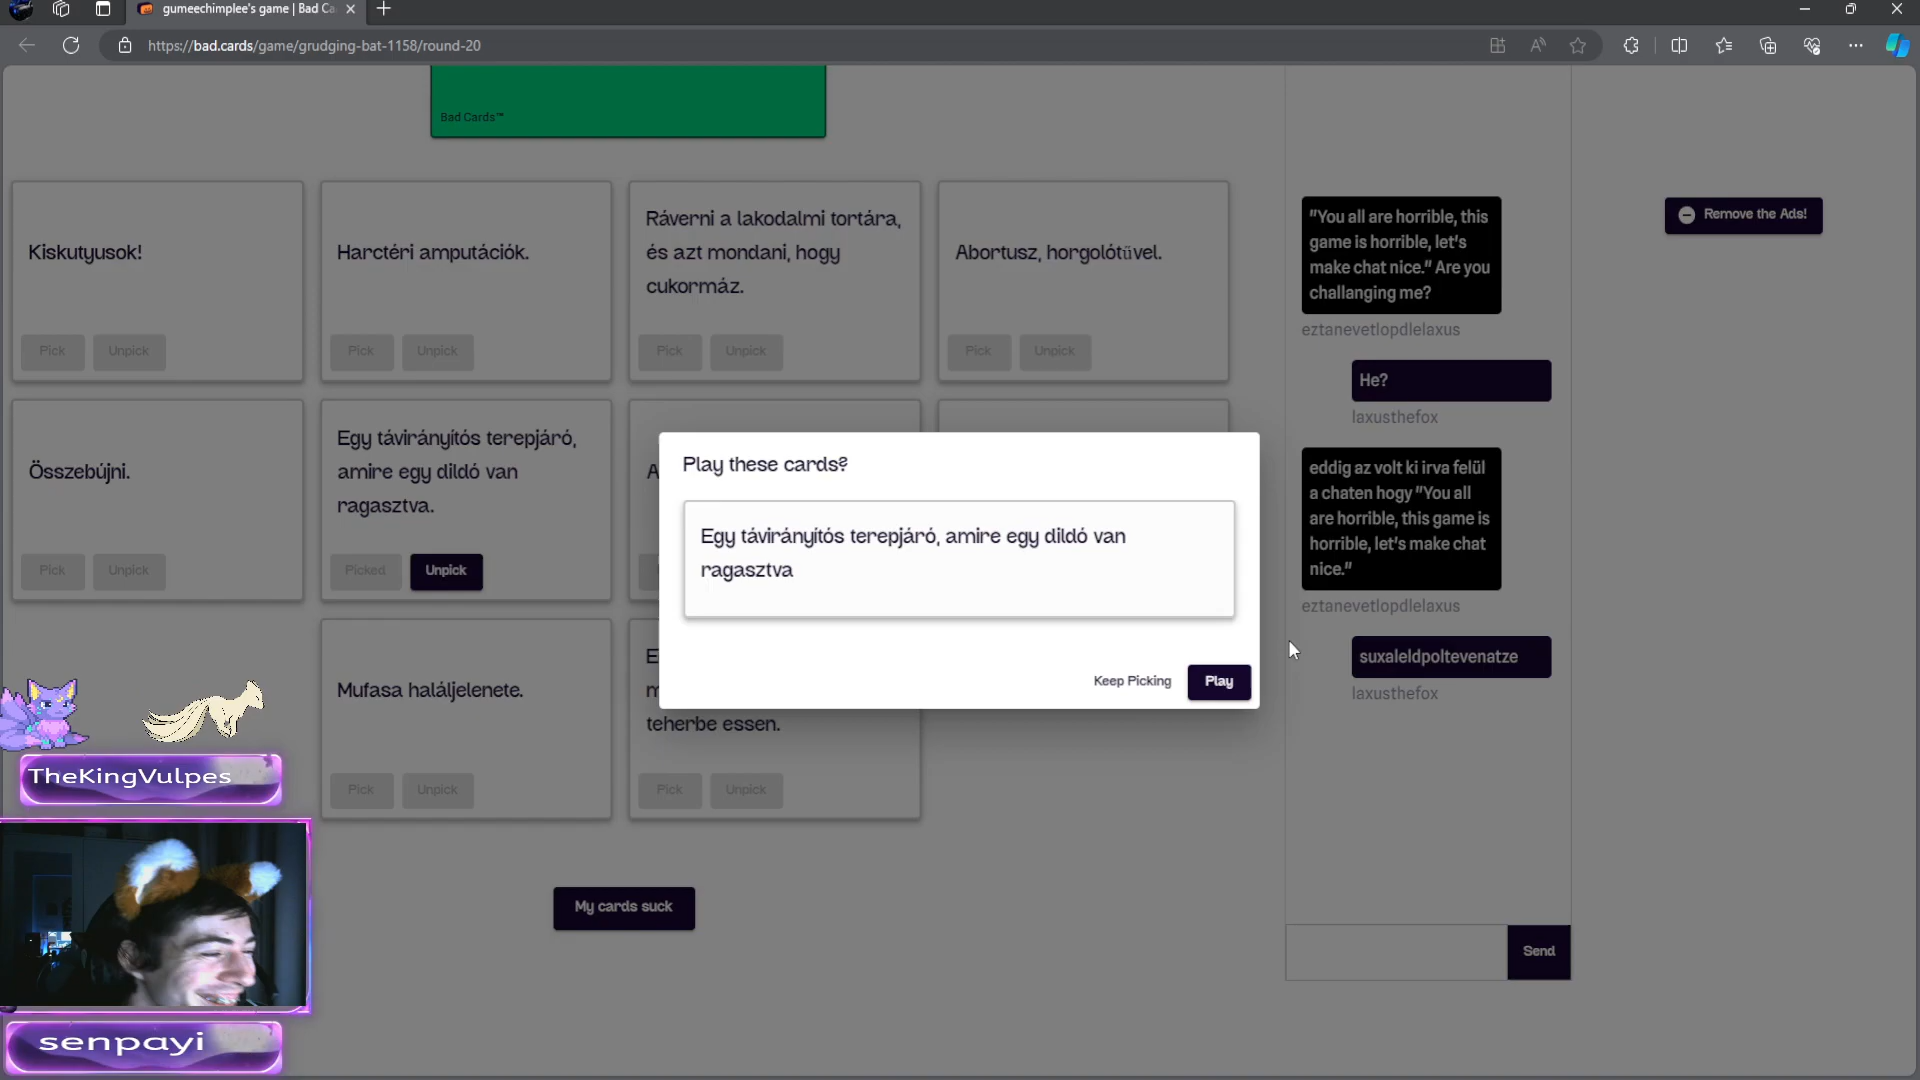 gumeechimplee's game | Bad Ca
https://bad.cards/game/grudging-bat-1158/round-20
Bad Cards™
Kiskutyusok!
Pick
Unpick
Harctéri amputációk.
Pick
Unpick
Ráverni a lakodalmi tortára,
és azt mondani, hogy
cukormáz.
Pick
Unpick
Abortusz, horgolótűvel.
Pick
Unpick
Összebújni.
Pick
Unpick
Egy távirányítós terepjáró,
amire egy dildó van
ragasztva.
Picked
Unpick
A
Play these cards?
Egy távirányítós terepjáró, amire egy dildó van
ragasztva
Keep Picking
Play
Mufasa haláljelenete.
Pick
Unpick
E
m
teherbe essen.
Pick
Unpick
My cards suck
"You all are horrible, this
game is horrible, let's
make chat nice." Are you
challanging me?
eztanevetlopdlelaxus
He?
laxusthefox
eddig az volt ki irva felül
a chaten hogy "You all
are horrible, this game is
horrible, let's make chat
nice."
eztanevetlopdlelaxus
suxaleldpoltevenatze
laxusthefox
Send
Remove the Ads!
TheKingVulpes
senpayi